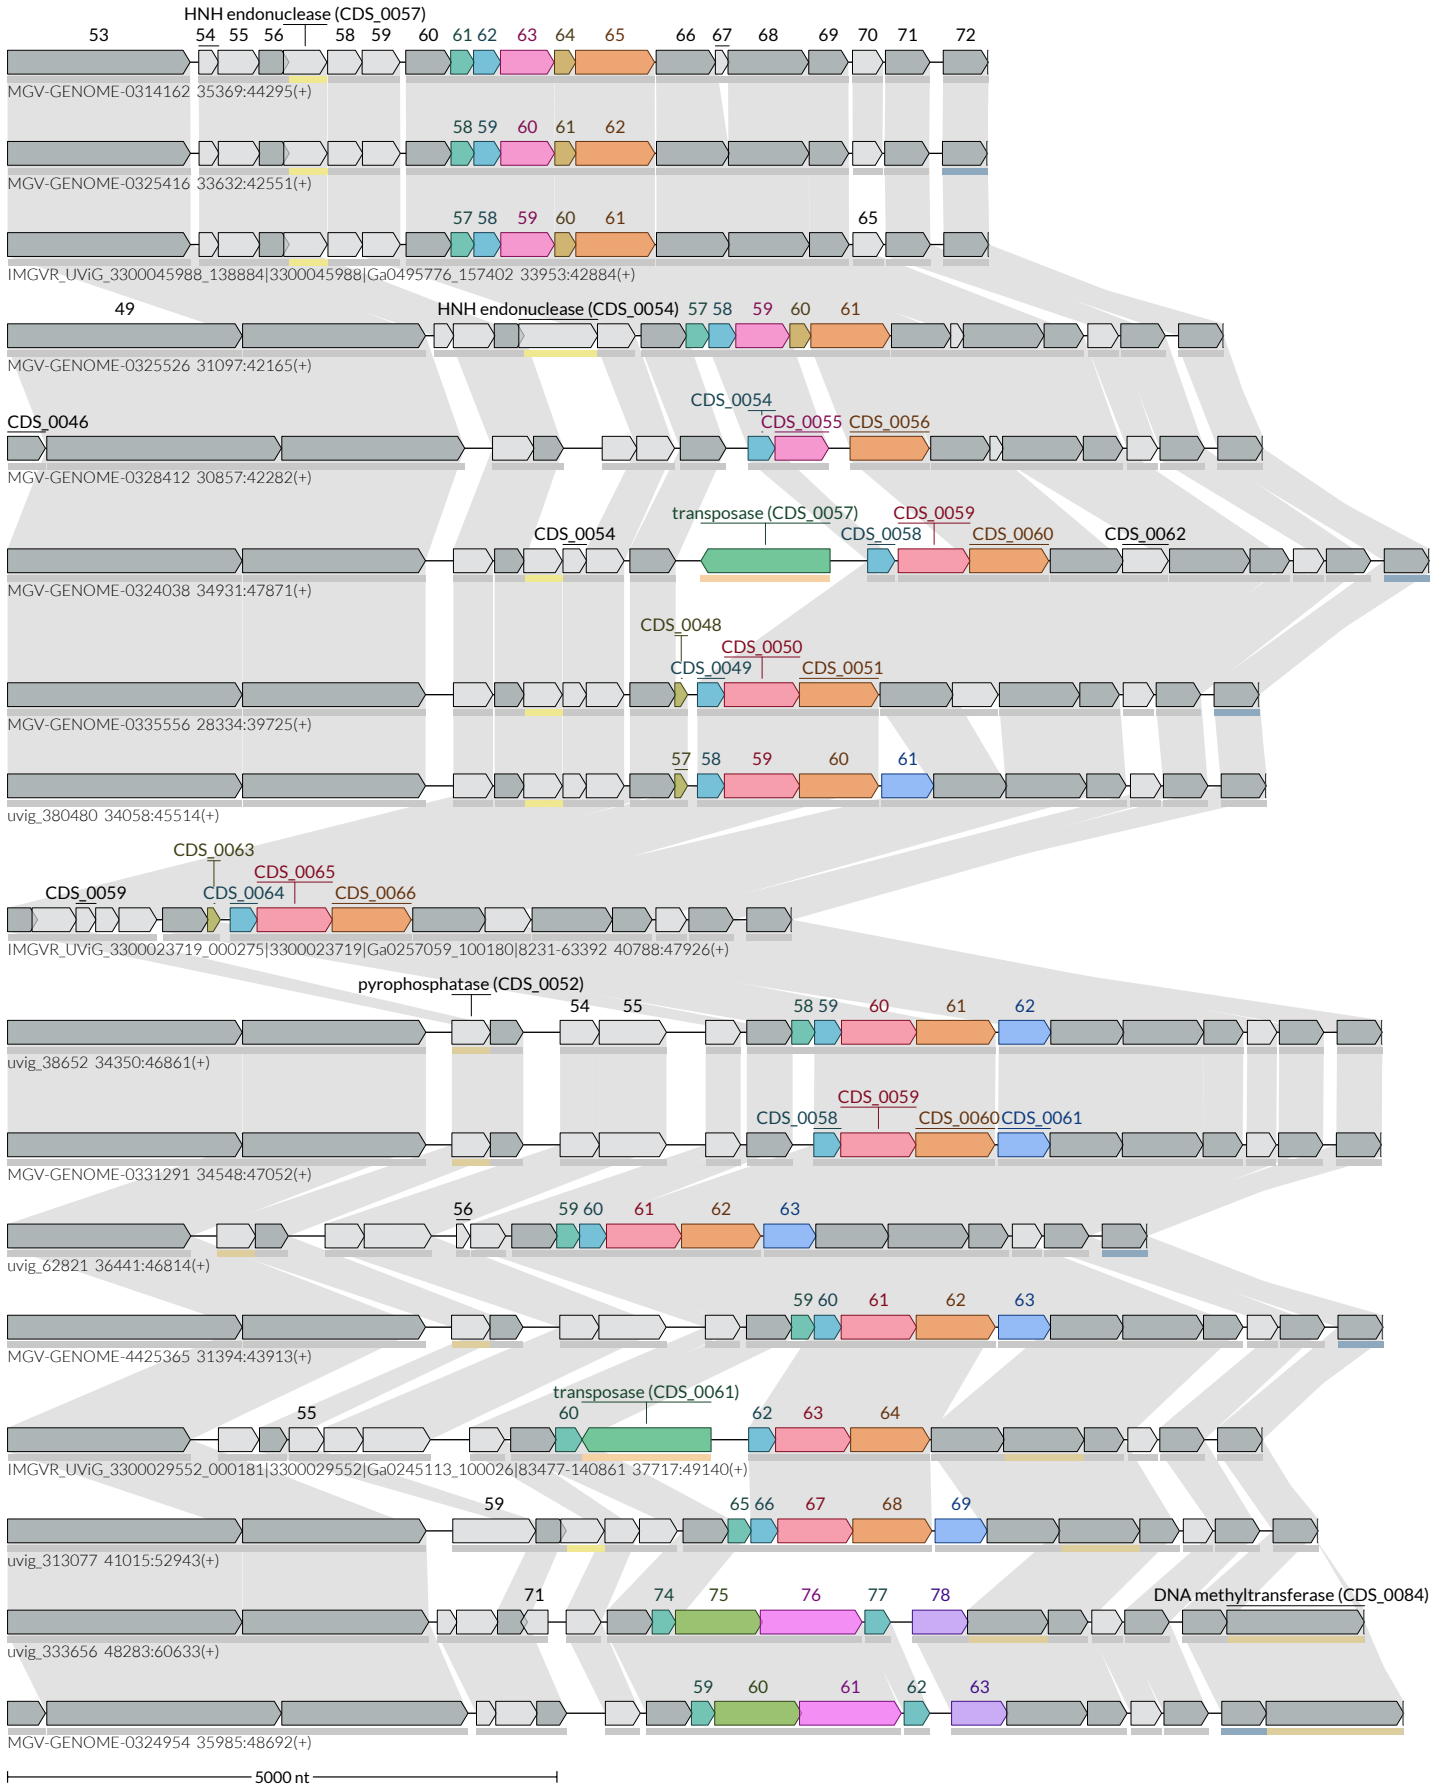 HNH endonuclease (CDS_0057)
53 54 55 56 58 59 60 61 62 63 64 65 66 67 68 69 70 71 72
MGV-GENOME-0314162 35369:44295(+)
58 59 60 61 62
MGV-GENOME-0325416 33632:42551(+)
57 58 59 60 61 65
IMGVR_UViG_3300045988_138884|3300045988|Ga0495776_157402 33953:42884(+)
49 HNH endonuclease (CDS_0054) 57 58 59 60 61
MGV-GENOME-0325526 31097:42165(+)
CDS_0054
CDS_0046 CDS_0055 CDS_0056
MGV-GENOME-0328412 30857:42282(+)
transposase (CDS_0057) CDS_0059
CDS_0054 CDS_0058 CDS_0060 CDS_0062
MGV-GENOME-0324038 34931:47871(+)
CDS_0048
CDS_0050
CDS_0049 CDS_0051
MGV-GENOME-0335556 28334:39725(+)
57 58 59 60 61
uvig_380480 34058:45514(+)
CDS_0063
CDS_0065
CDS_0059 CDS_0064 CDS_0066
IMGVR_UViG_3300023719_000275|3300023719|Ga0257059_100180|8231-63392 40788:47926(+)
pyrophosphatase (CDS_0052)
54 55 58 59 60 61 62
uvig_38652 34350:46861(+)
CDS_0059
CDS_0058 CDS_0060 CDS_0061
MGV-GENOME-0331291 34548:47052(+)
56 59 60 61 62 63
uvig_62821 36441:46814(+)
59 60 61 62 63
MGV-GENOME-4425365 31394:43913(+)
transposase (CDS_0061)
55 60 62 63 64
IMGVR_UViG_3300029552_000181|3300029552|Ga0245113_100026|83477-140861 37717:49140(+)
59 65 66 67 68 69
uvig_313077 41015:52943(+)
71 74 75 76 77 78 DNA methyltransferase (CDS_0084)
uvig_333656 48283:60633(+)
59 60 61 62 63
MGV-GENOME-0324954 35985:48692(+)
5000 nt